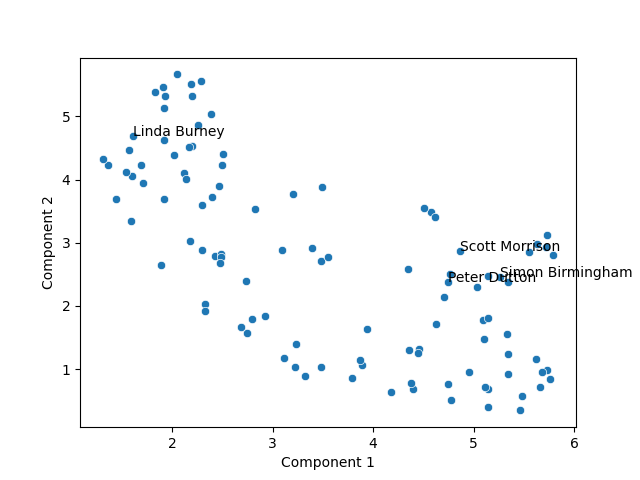 5
4
3
2
1
Component 2
Linda Burney
Scott Morrison
Simon Birmingham
Peter Dutton
2
3
4
5
6
Component 1